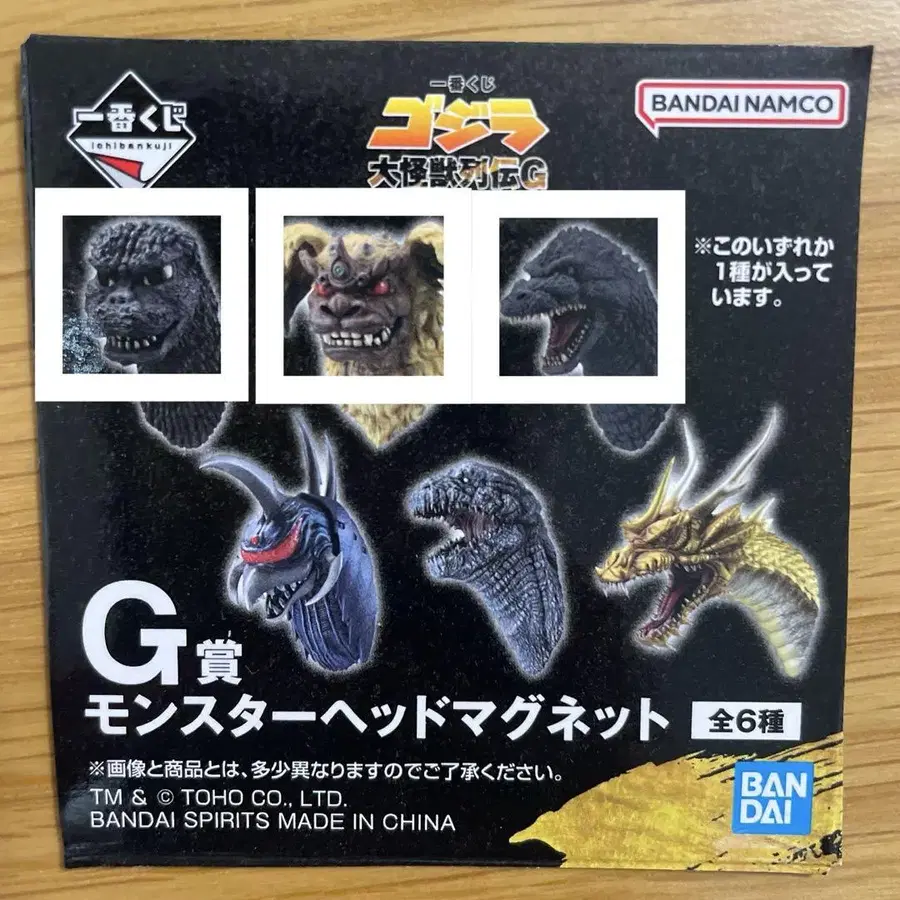 一番くじ
ichibankuji
一番くじ
ゴジラ
大怪獣列伝G
BANDAI NAMCO
※このいずれか
1種が入って
います。
G賞
モンスターヘッドマグネット 全6種
※画像と商品とは、多少異なりますのでご了承ください。
TM & © TOHO CO., LTD.
BANDAI SPIRITS MADE IN CHINA
BAN
DAI